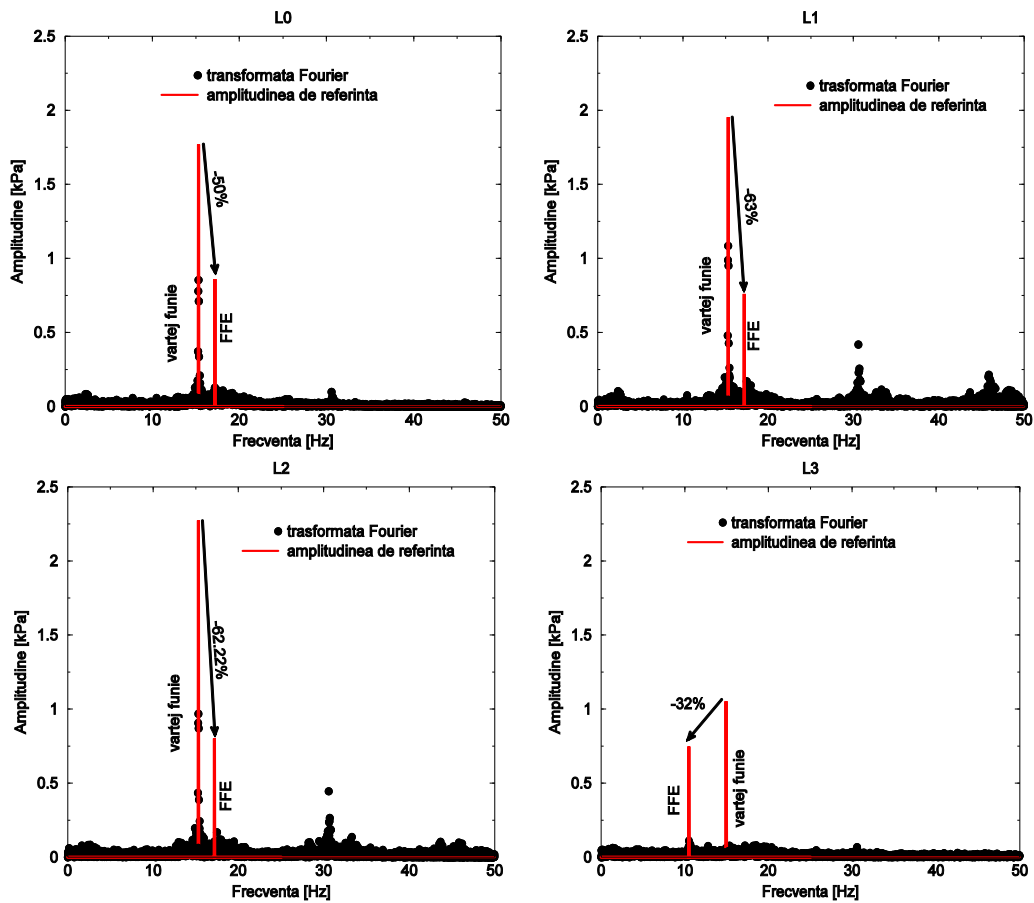 L0
2.5
2
1.5
1
0.5
0
Amplitudine [kPa]
transformata Fourier
amplitudinea de referinta
-50%
vartej funie
FFE
0 10 20 30 40 50
Frecventa [Hz]
L1
2.5
2
1.5
1
0.5
0
Amplitudine [kPa]
trasformata Fourier
amplitudinea de referinta
-63%
vartej funie
FFE
0 10 20 30 40 50
Frecventa [Hz]
L2
2.5
2
1.5
1
0.5
0
Amplitudine [kPa]
trasformata Fourier
amplitudinea de referinta
-62.22%
vartej funie
FFE
0 10 20 30 40 50
Frecventa [Hz]
L3
2.5
2
1.5
1
0.5
0
Amplitudine [kPa]
transformata Fourier
amplitudinea de referinta
-32%
FFE
vartej funie
0 10 20 30 40 50
Frecventa [Hz]